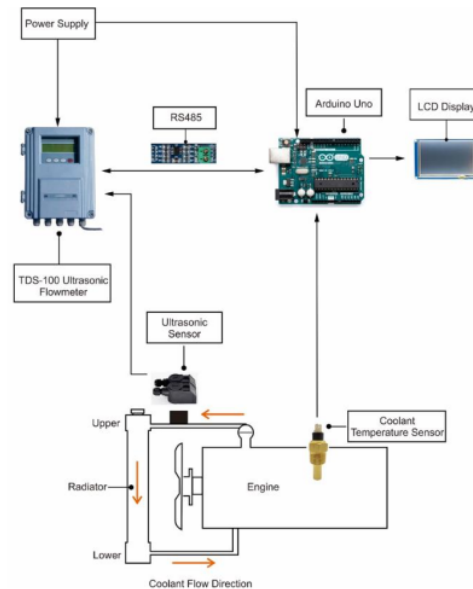 Power Supply
RS485
Arduino Uno
LCD Display
TDS-100 Ultrasonic
Flowmeter
Ultrasonic
Sensor
Upper
Coolant
Temperature Sensor
Radiator
Engine
Lower
Coolant Flow Direction